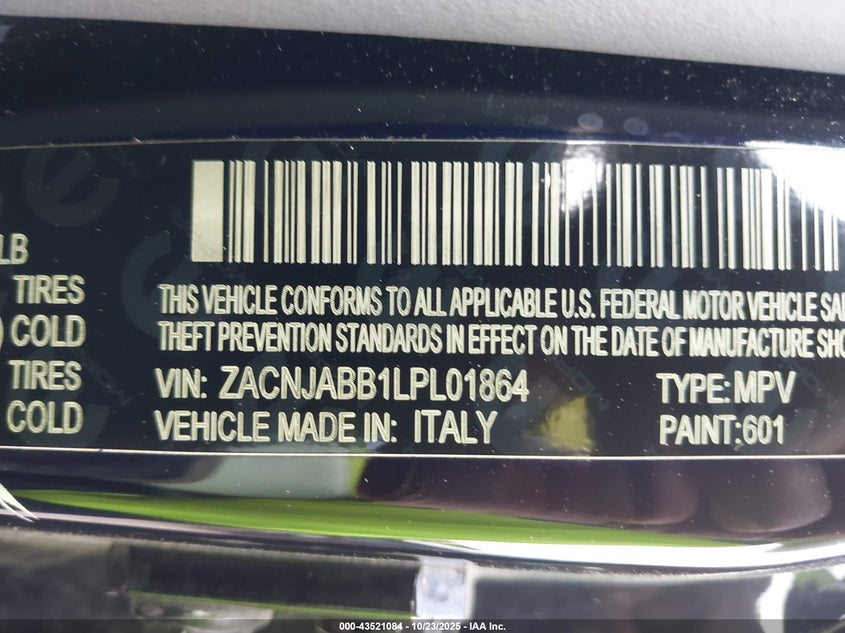 LB
TIRES
COLD
TIRES
COLD
THIS VEHICLE CONFORMS TO ALL APPLICABLE U.S. FEDERAL MOTOR VEHICLE SA
THEFT PREVENTION STANDARDS IN EFFECT ON THE DATE OF MANUFACTURE SHO
VIN: ZACNJABB1LPL01864 TYPE: MPV
VEHICLE MADE IN: ITALY PAINT:601
000-43521084 - 10/23/2025 - IAA Inc.